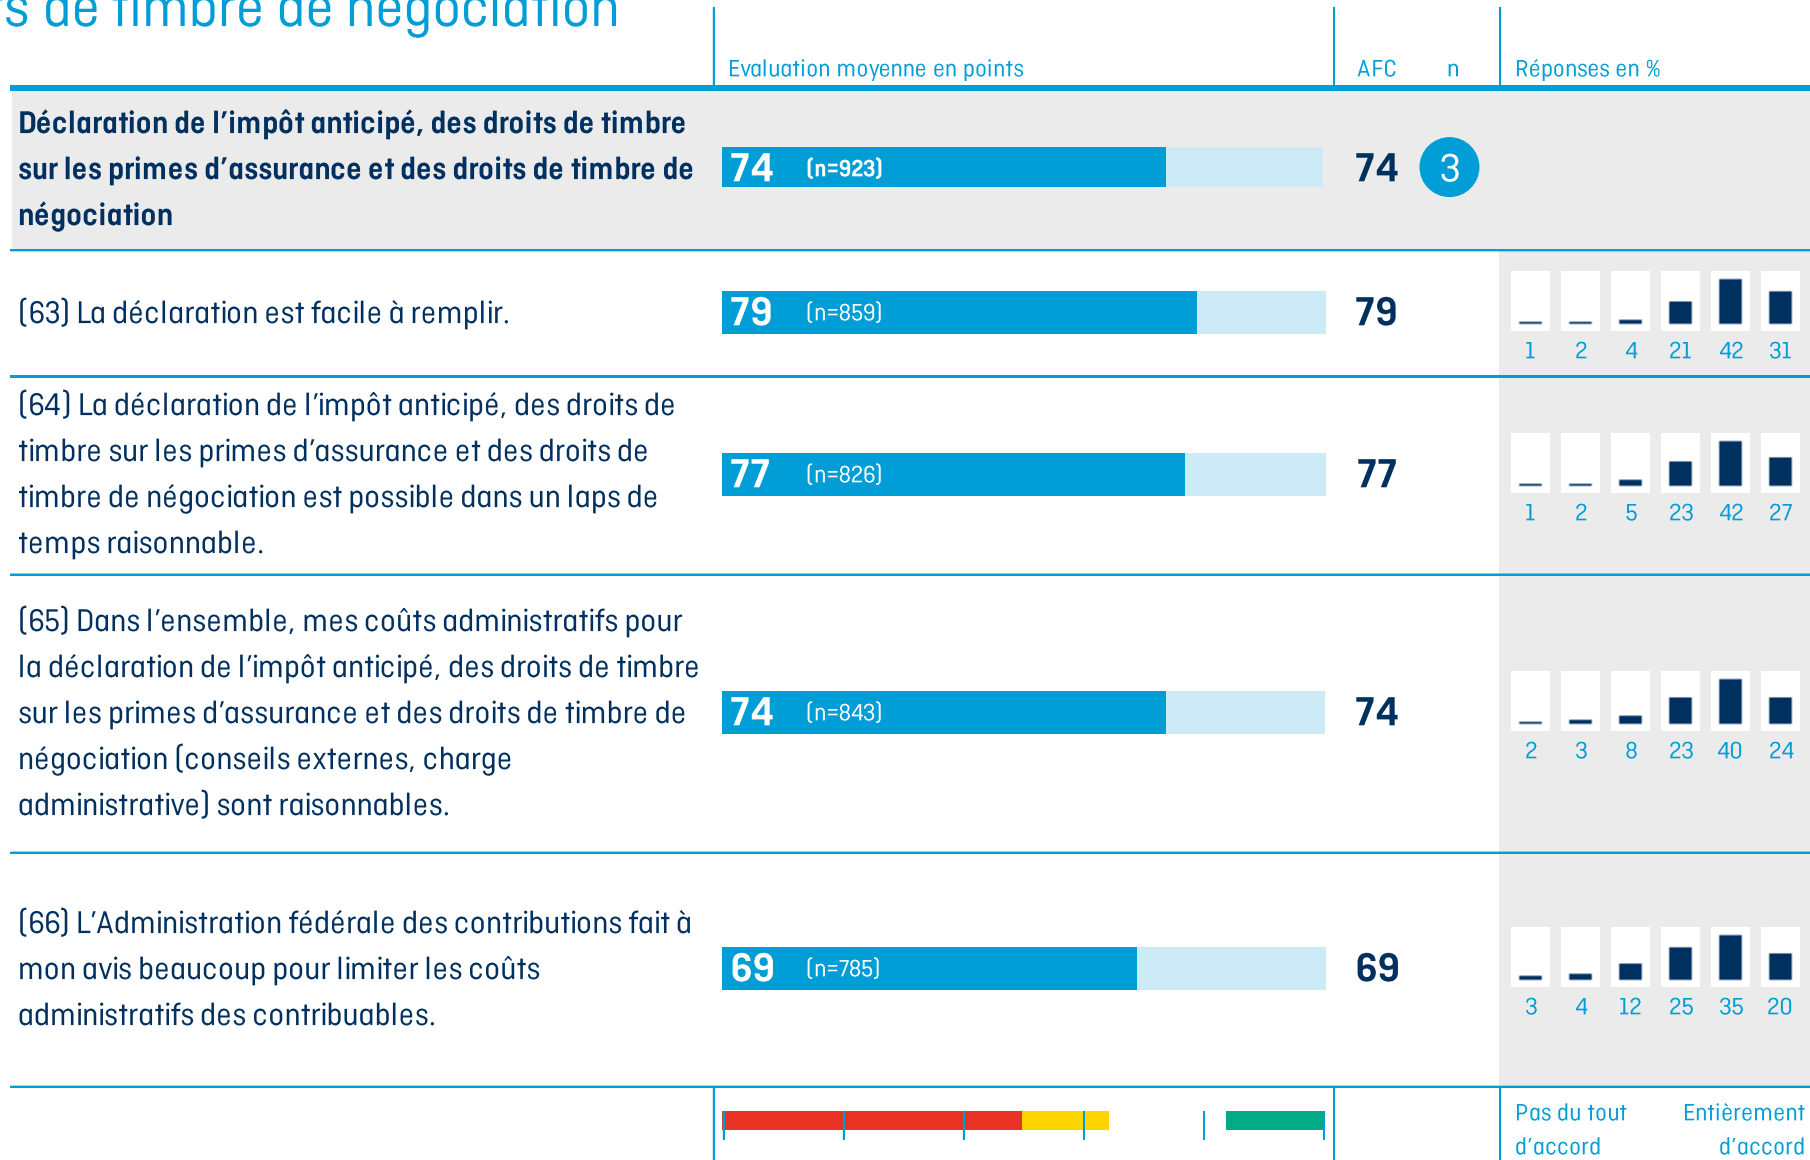 de timbre de négociation
Evaluation moyenne en points
AFC n
Réponses en %
Déclaration de l’impôt anticipé, des droits de timbre
sur les primes d’assurance et des droits de timbre de
négociation
74 (n=923)
74 3
(63) La déclaration est facile à remplir.
79 (n=859)
79
1 2 4 21 42 31
(64) La déclaration de l’impôt anticipé, des droits de
timbre sur les primes d’assurance et des droits de
timbre de négociation est possible dans un laps de
temps raisonnable.
77 (n=826)
77
1 2 5 23 42 27
(65) Dans l’ensemble, mes coûts administratifs pour
la déclaration de l’impôt anticipé, des droits de timbre
sur les primes d’assurance et des droits de timbre de
négociation (conseils externes, charge
administrative) sont raisonnables.
74 (n=843)
74
2 3 8 23 40 24
(66) L’Administration fédérale des contributions fait à
mon avis beaucoup pour limiter les coûts
administratifs des contribuables.
69 (n=785)
69
3 4 12 25 35 20
Pas du tout
d’accord
Entièrement
d’accord